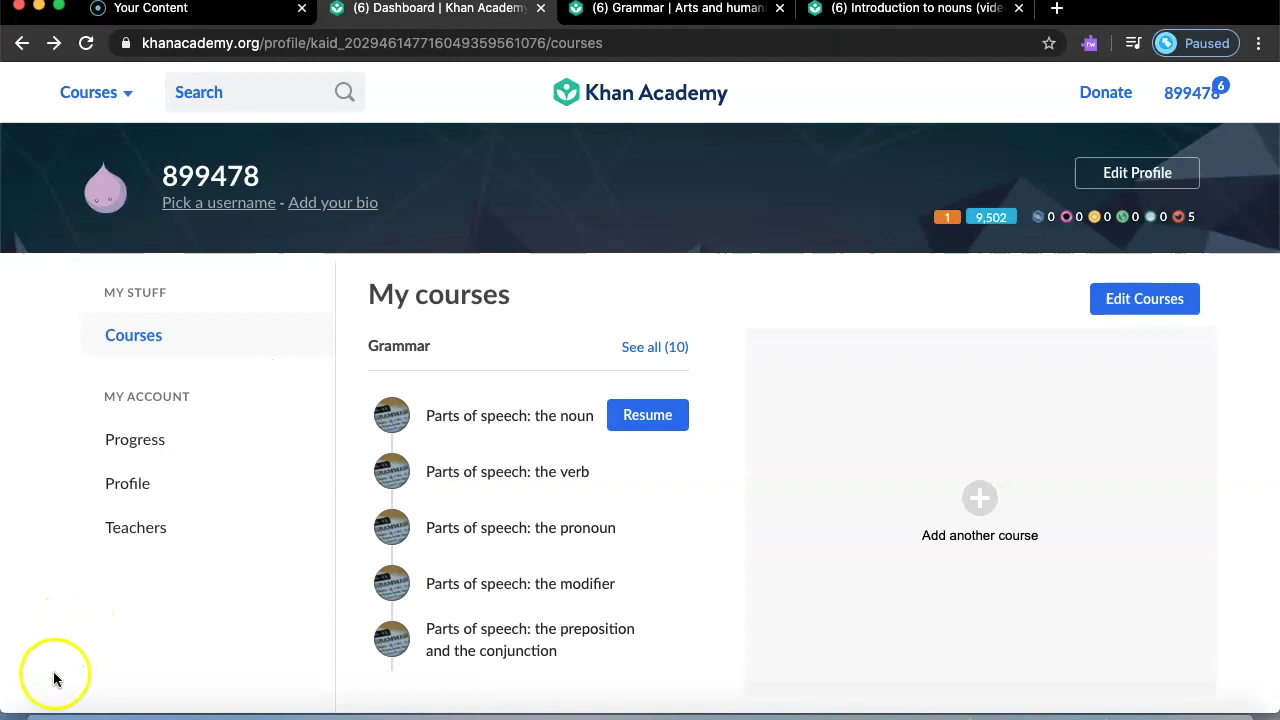 Your Content
(6) Dashboard | Khan Academy
(6) Grammar | Arts and humani
(6) Introduction to nouns (vide
khanacademy.org/profile/kaid_202946147716049359561076/courses
Paused
Courses
Search
Khan Academy
Donate
899478
6
899478
Pick a username - Add your bio
Edit Profile
1 9,502 0 0 0 0 0 5
MY STUFF
Courses
MY ACCOUNT
Progress
Profile
Teachers
My courses
Edit Courses
Grammar
See all (10)
Parts of speech: the noun
Resume
Parts of speech: the verb
Parts of speech: the pronoun
Parts of speech: the modifier
Parts of speech: the preposition
and the conjunction
Add another course